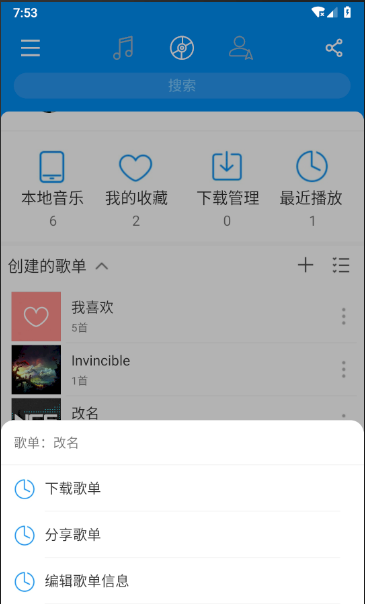 7:53
搜索
本地音乐 我的收藏 下载管理 最近播放
6 2 0 1
创建的歌单
我喜欢
5首
Invincible
1首
改名
歌单：改名
下载歌单
分享歌单
编辑歌单信息